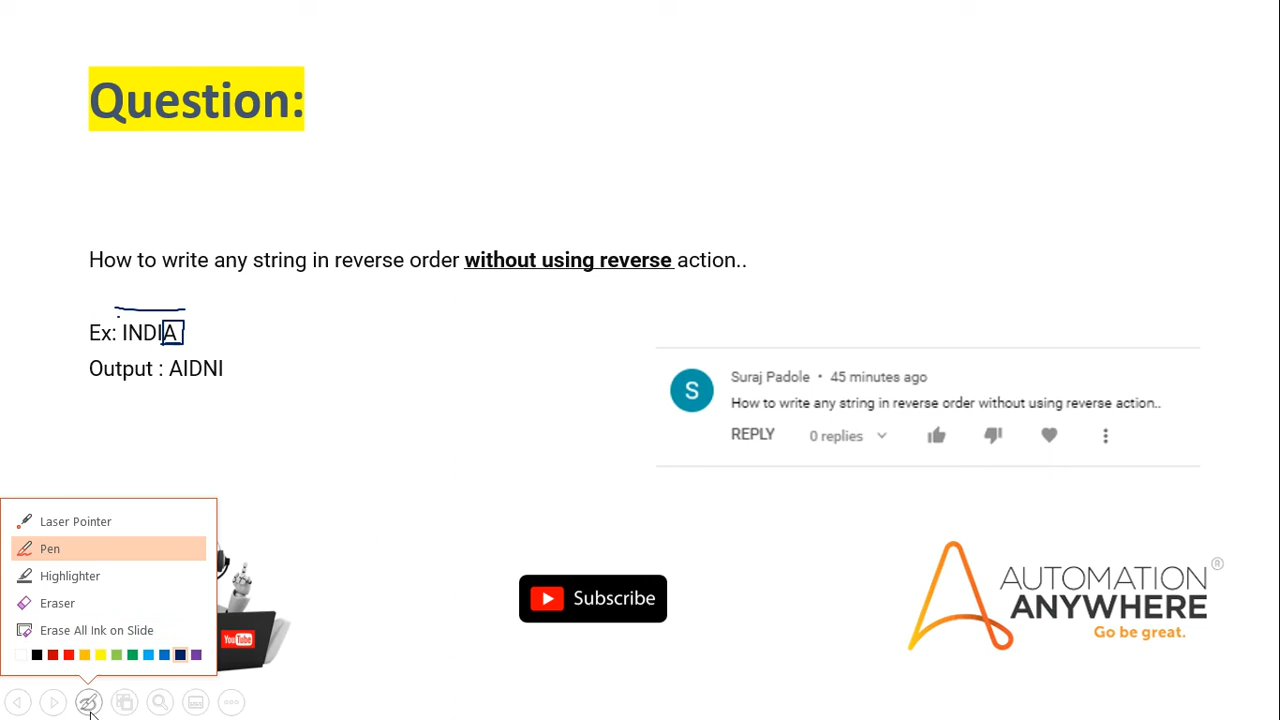 Question:
How to write any string in reverse order without using reverse action..
Ex: INDIA
Output : AIDNI
Suraj Padole • 45 minutes ago
How to write any string in reverse order without using reverse action..
REPLY 0 replies
Laser Pointer
Pen
Highlighter
Eraser
Erase All Ink on Slide
YouTube
Subscribe
AUTOMATION
ANYWHERE®
Go be great.